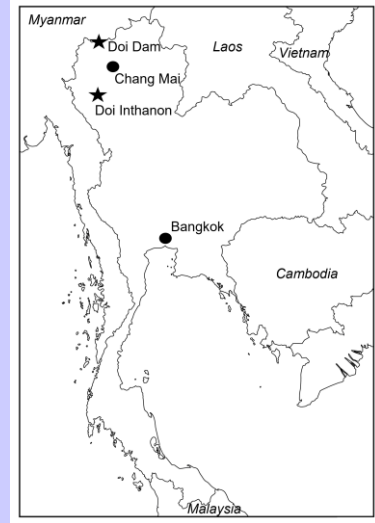 Myanmar
Doi Dam
Laos
Vietnam
Chang Mai
Doi Inthanon
Bangkok
Cambodia
Malaysia